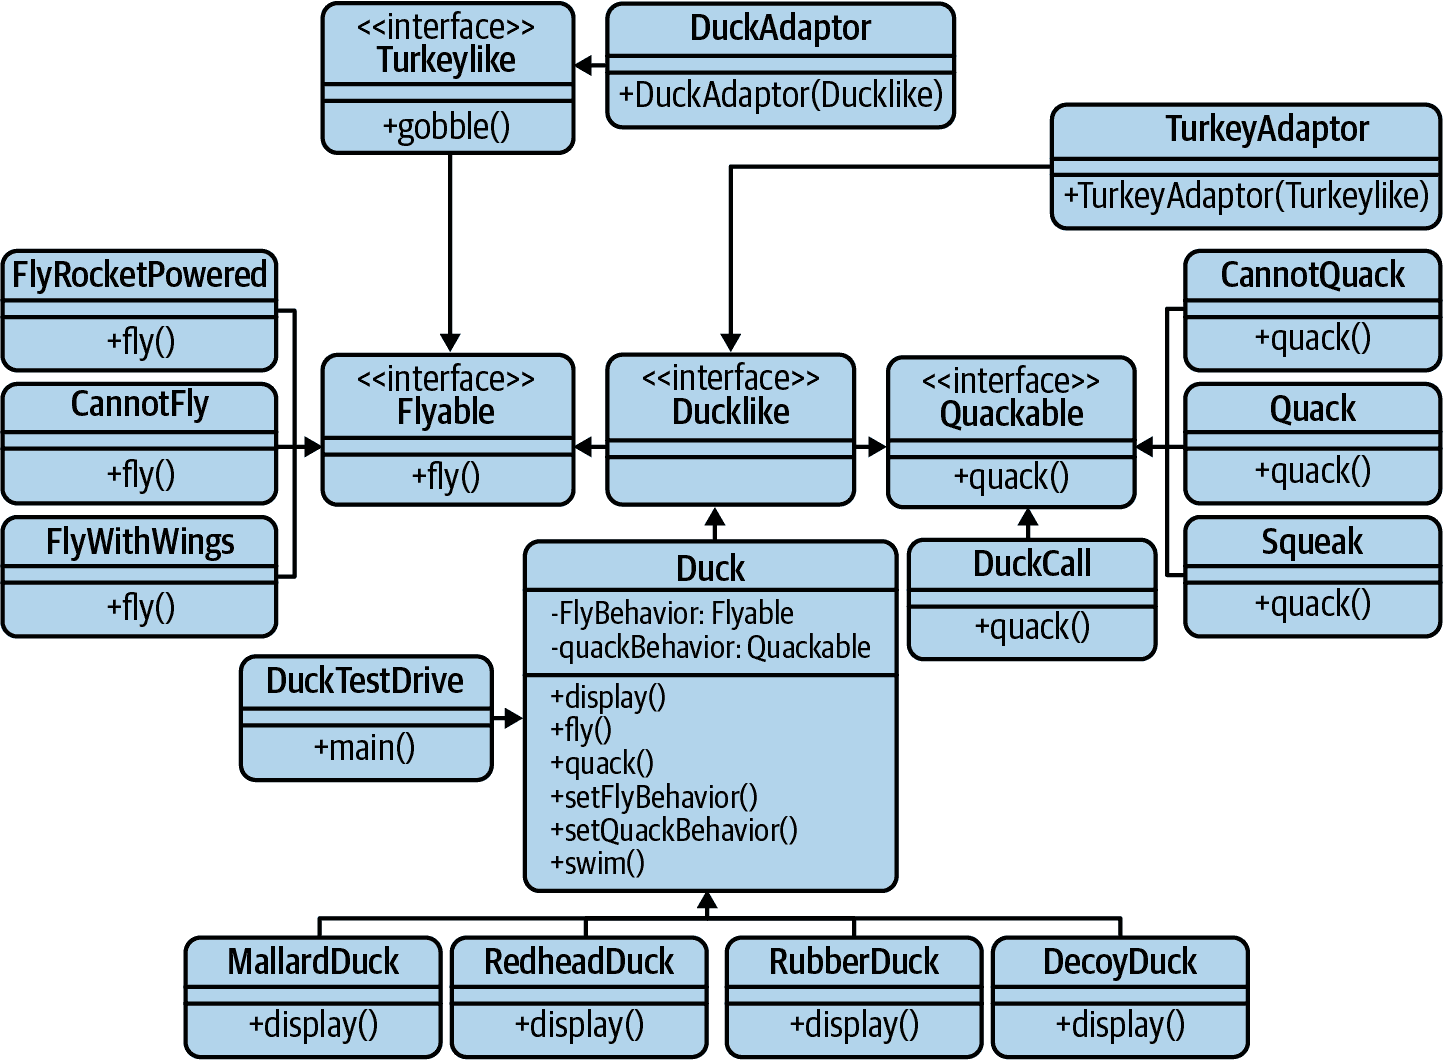 <<interface>>
Turkeylike
+gobble()
DuckAdaptor
+DuckAdaptor(Ducklike)
TurkeyAdaptor
+TurkeyAdaptor(Turkeylike)
FlyRocketPowered
+fly()
CannotFly
+fly()
FlyWithWings
+fly()
<<interface>>
Flyable
+fly()
<<interface>>
Ducklike
<<interface>>
Quackable
+quack()
CannotQuack
+quack()
Quack
+quack()
Squeak
+quack()
Duck
-FlyBehavior: Flyable
-quackBehavior: Quackable
+display()
+fly()
+quack()
+setFlyBehavior()
+setQuackBehavior()
+swim()
DuckCall
+quack()
DuckTestDrive
+main()
MallardDuck
+display()
RedheadDuck
+display()
RubberDuck
+display()
DecoyDuck
+display()